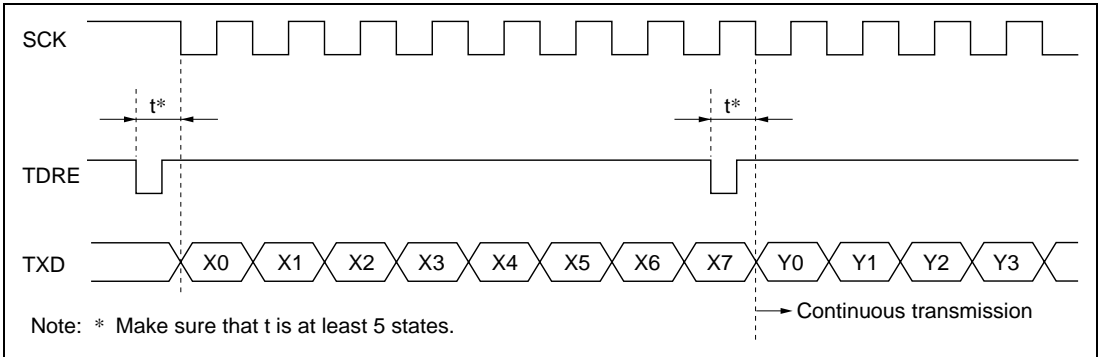 SCK
t*
t*
TDRE
TXD
X0 X1 X2 X3 X4 X5 X6 X7 Y0 Y1 Y2 Y3
Continuous transmission
Note: * Make sure that t is at least 5 states.